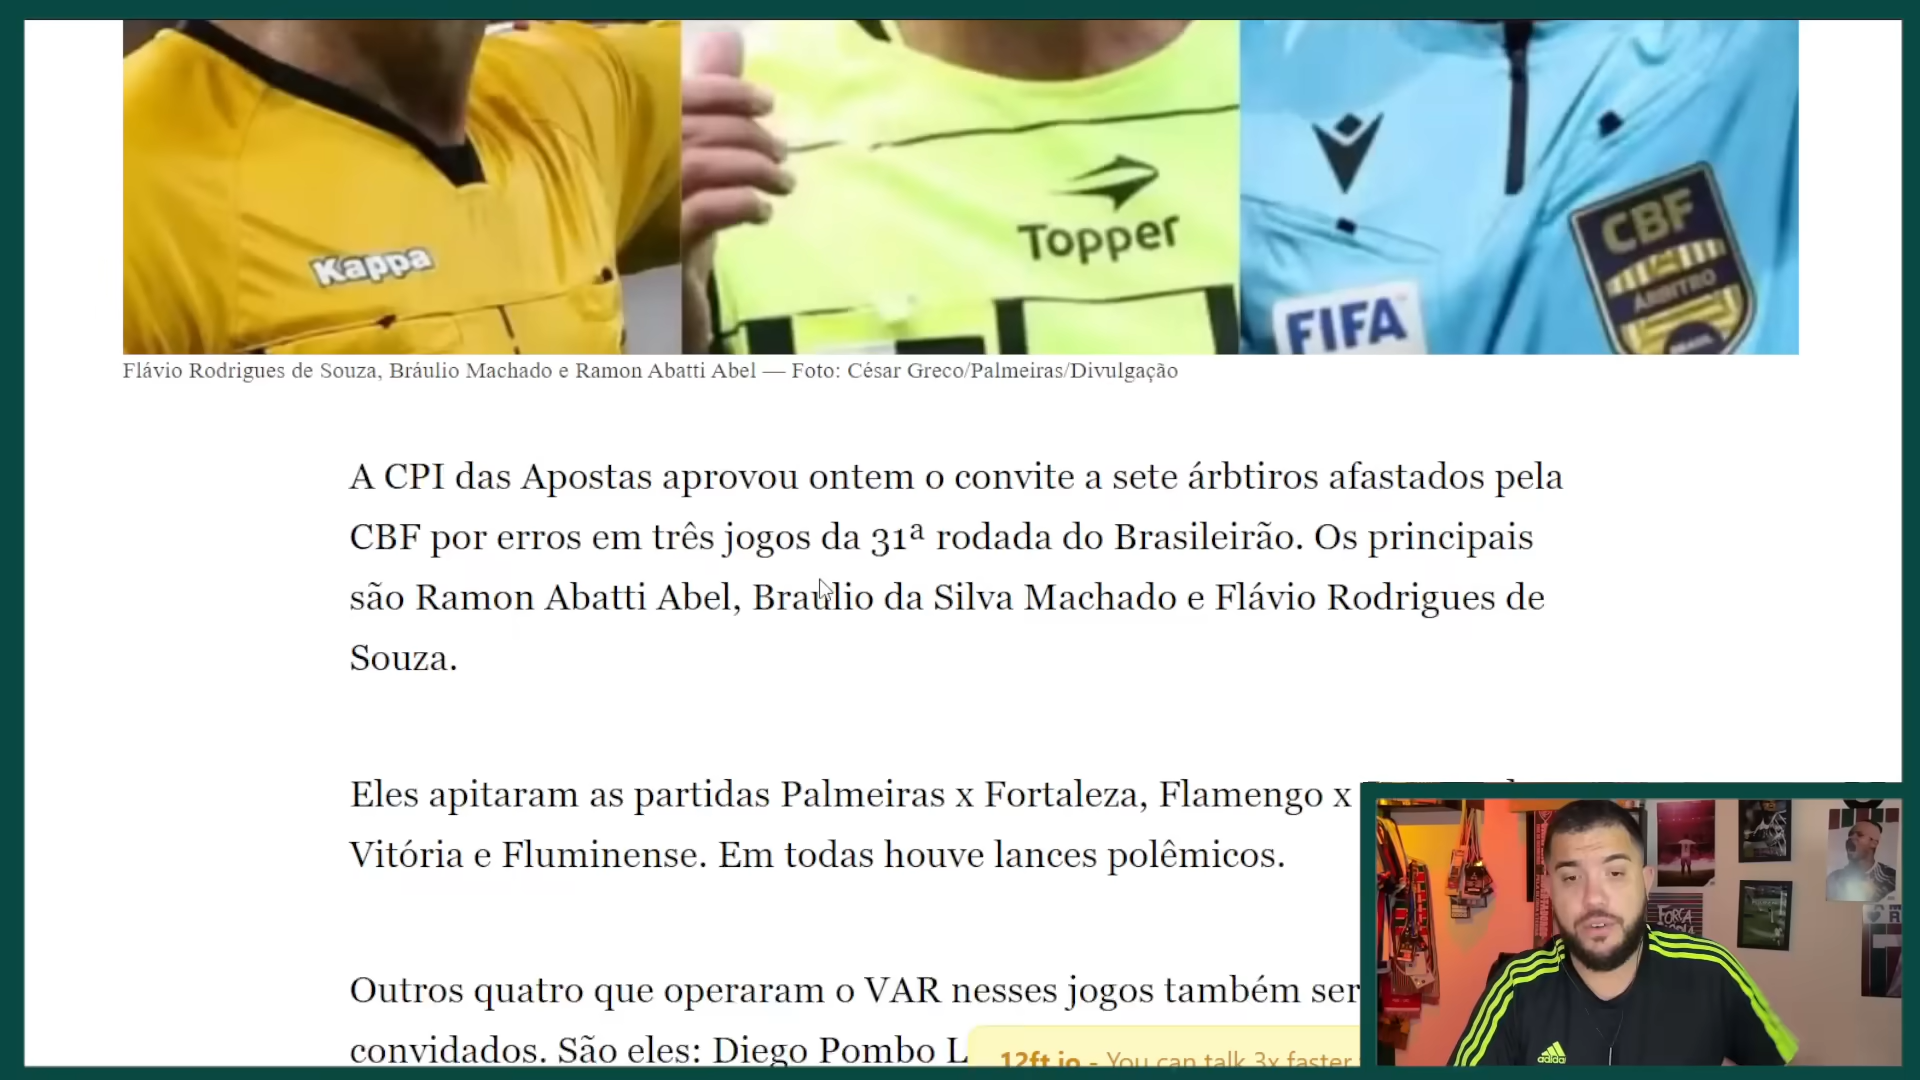 Kappa
Topper
FIFA
CBF
ÁRBITRO
BRASIL
Flávio Rodrigues de Souza, Bráulio Machado e Ramon Abatti Abel — Foto: César Greco/Palmeiras/Divulgação
A CPI das Apostas aprovou ontem o convite a sete árbtiros afastados pela
CBF por erros em três jogos da 31ª rodada do Brasileirão. Os principais
são Ramon Abatti Abel, Braulio da Silva Machado e Flávio Rodrigues de
Souza.
Eles apitaram as partidas Palmeiras x Fortaleza, Flamengo x
Vitória e Fluminense. Em todas houve lances polêmicos.
Outros quatro que operaram o VAR nesses jogos também ser
convidados. São eles: Diego Pombo L
12ft.io - You can talk 3x faster
FORÇA
adidas